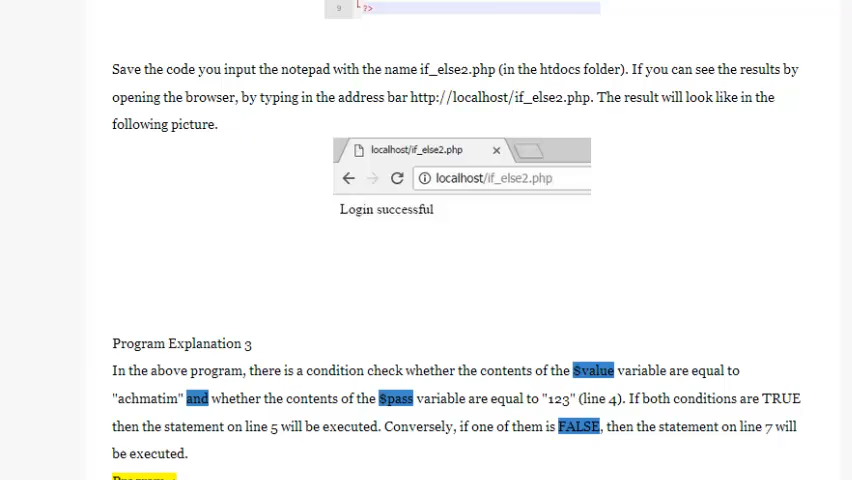 9 ?>
Save the code you input the notepad with the name if_else2.php (in the htdocs folder). If you can see the results by
opening the browser, by typing in the address bar http://localhost/if_else2.php. The result will look like in the
following picture.
localhost/if_else2.php ×
localhost/if_else2.php
Login successful
Program Explanation 3
In the above program, there is a condition check whether the contents of the $value variable are equal to
"achmatim" and whether the contents of the $pass variable are equal to "123" (line 4). If both conditions are TRUE
then the statement on line 5 will be executed. Conversely, if one of them is FALSE, then the statement on line 7 will
be executed.